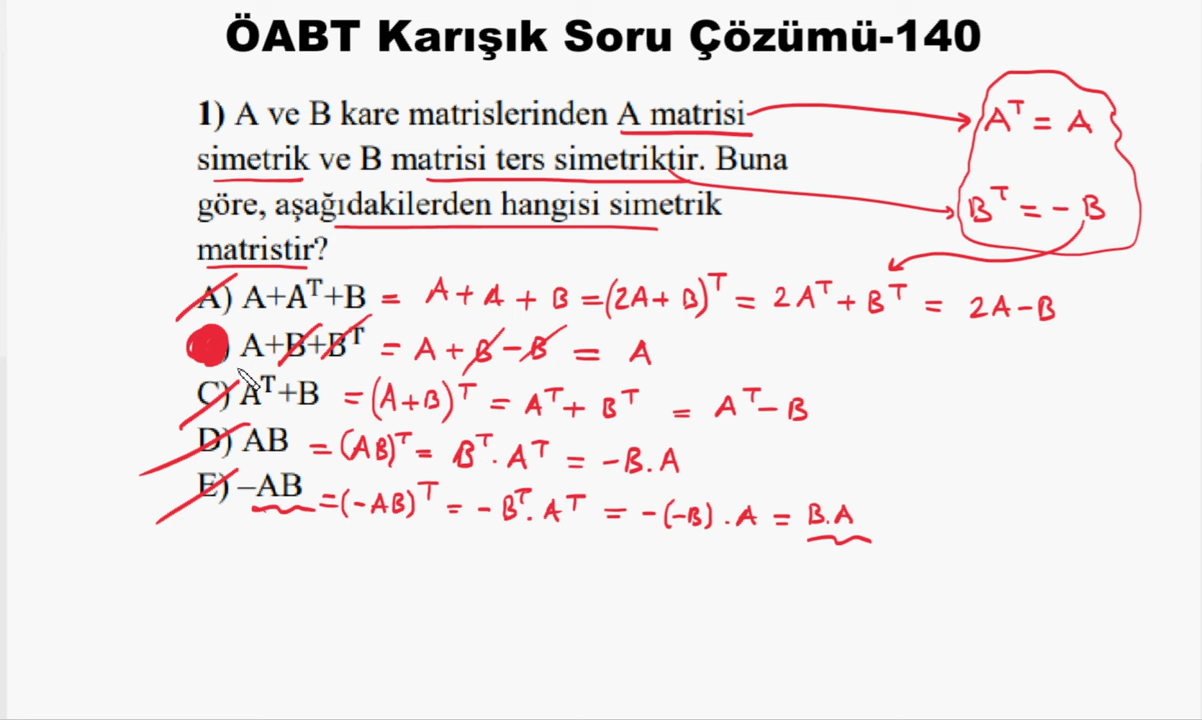 ÖABT Karışık Soru Çözümü-140
1) A ve B kare matrislerinden A matrisi
simetrik ve B matrisi ters simetriktir. Buna
göre, aşağıdakilerden hangisi simetrik
matristir?
Aᵀ = A
Bᵀ = - B
A) A+Aᵀ+B = A + A + B = (2A + B)ᵀ = 2Aᵀ + Bᵀ = 2A - B
) A+B+Bᵀ = A + B - B = A
C) Aᵀ+B = (A+B)ᵀ = Aᵀ + Bᵀ = Aᵀ - B
D) AB = (AB)ᵀ = Bᵀ . Aᵀ = - B . A
E) –AB = (-AB)ᵀ = - Bᵀ . Aᵀ = - (-B) . A = B.A